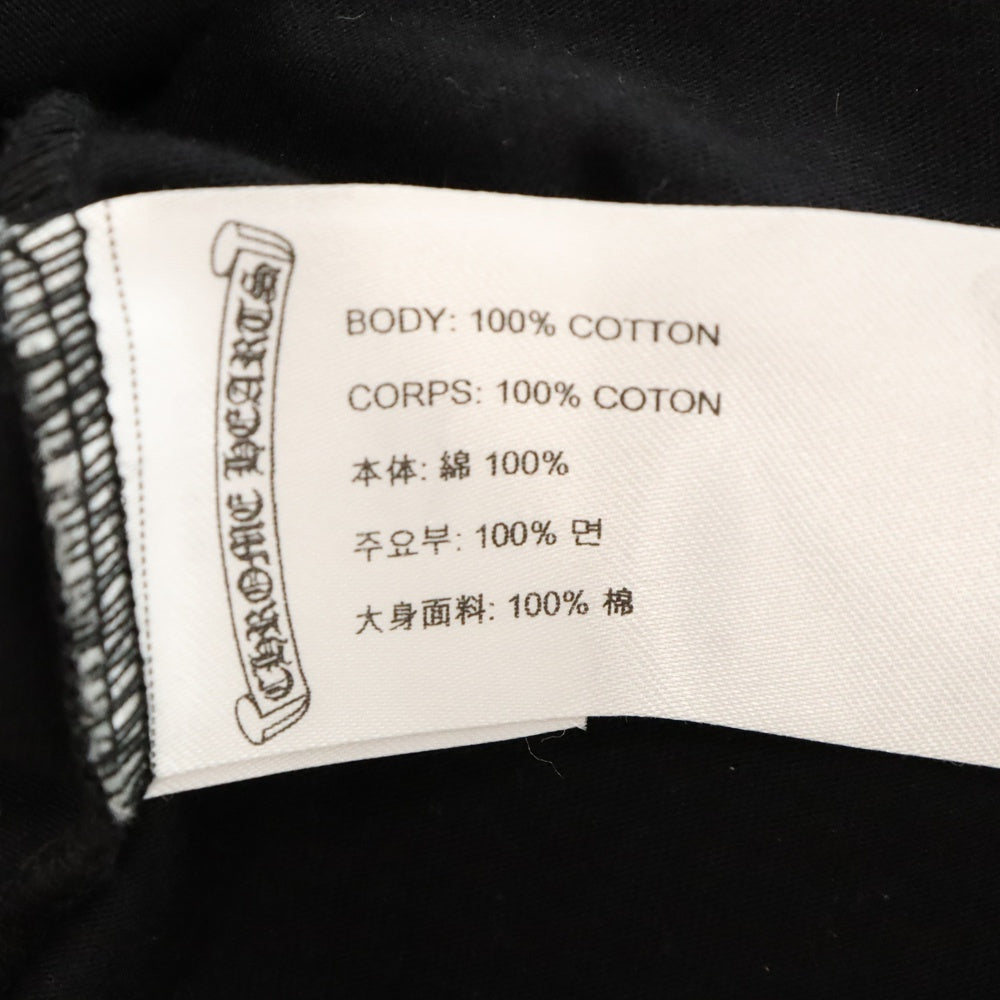 CHROME HEARTS
BODY: 100% COTTON
CORPS: 100% COTON
本体: 綿 100%
주요부: 100% 면
大身面料: 100% 棉